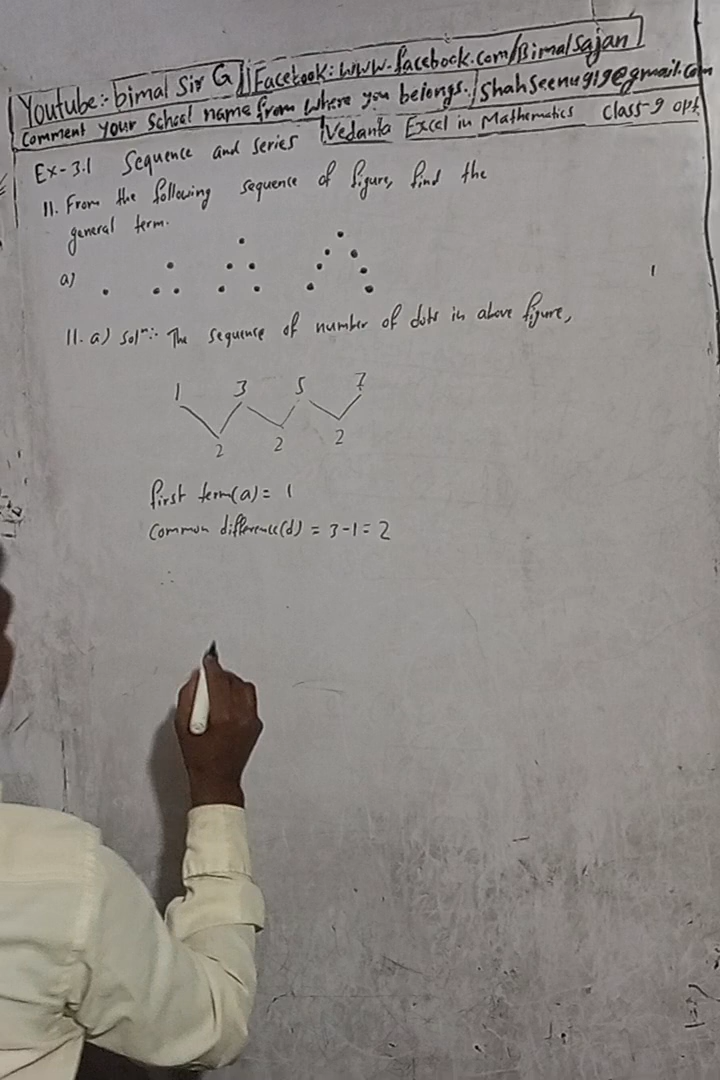 Youtube:- bimal Sir G || Facebook: www.facebook.com/BimalSajan
Comment your School name from where you belongs. / Shahseenu919@gmail.com
Ex-3.1 Sequence and series Vedanta Excel in Mathematics Class-9 opt
11. From the following sequence of figure, find the
general term.
a)
11. a) solⁿ:- The sequence of number of dots in above figure,
1 3 5 7
2 2 2
first term(a) = 1
Common difference(d) = 3-1 = 2